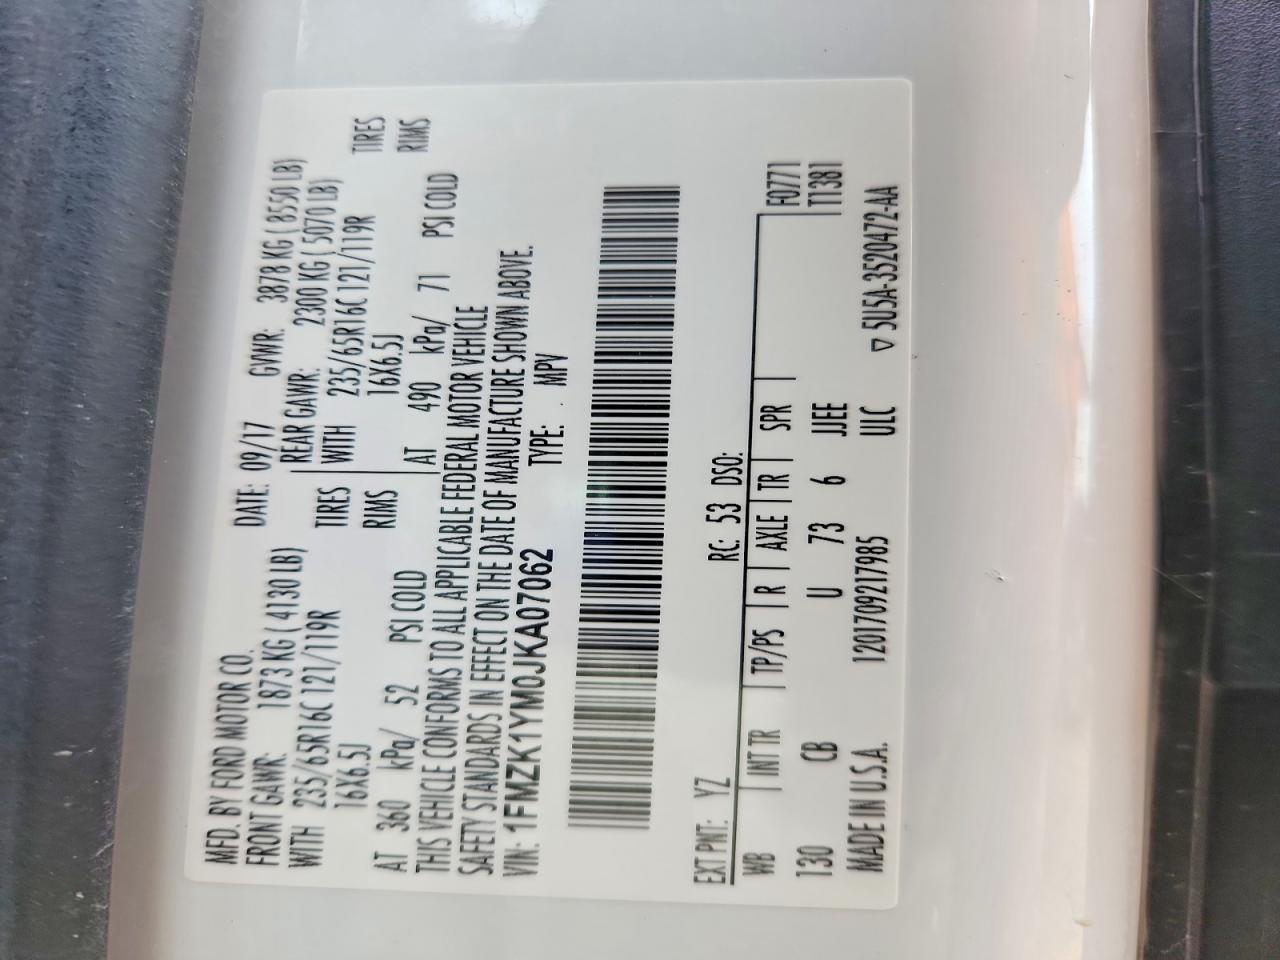 MFD. BY FORD MOTOR CO. DATE: 09/17 GVWR: 3878 KG ( 8550 LB)
FRONT GAWR: 1873 KG ( 4130 LB) REAR GAWR: 2300 KG ( 5070 LB)
WITH 235/65R16C 121/119R TIRES WITH 235/65R16C 121/119R TIRES
16X6.5J RIMS 16X6.5J RIMS
AT 360 kPa/ 52 PSI COLD AT 490 kPa/ 71 PSI COLD
THIS VEHICLE CONFORMS TO ALL APPLICABLE FEDERAL MOTOR VEHICLE
SAFETY STANDARDS IN EFFECT ON THE DATE OF MANUFACTURE SHOWN ABOVE.
VIN: 1FMZK1YM0JKA07062 TYPE: MPV
EXT PNT: YZ RC: 53 DSO:
WB INT TR TP/PS R AXLE TR SPR F0771
130 CB U 73 6 JJEE T1381
MADE IN U.S.A. 1201709217985 ULC ▽ 5U5A-3520472-AA